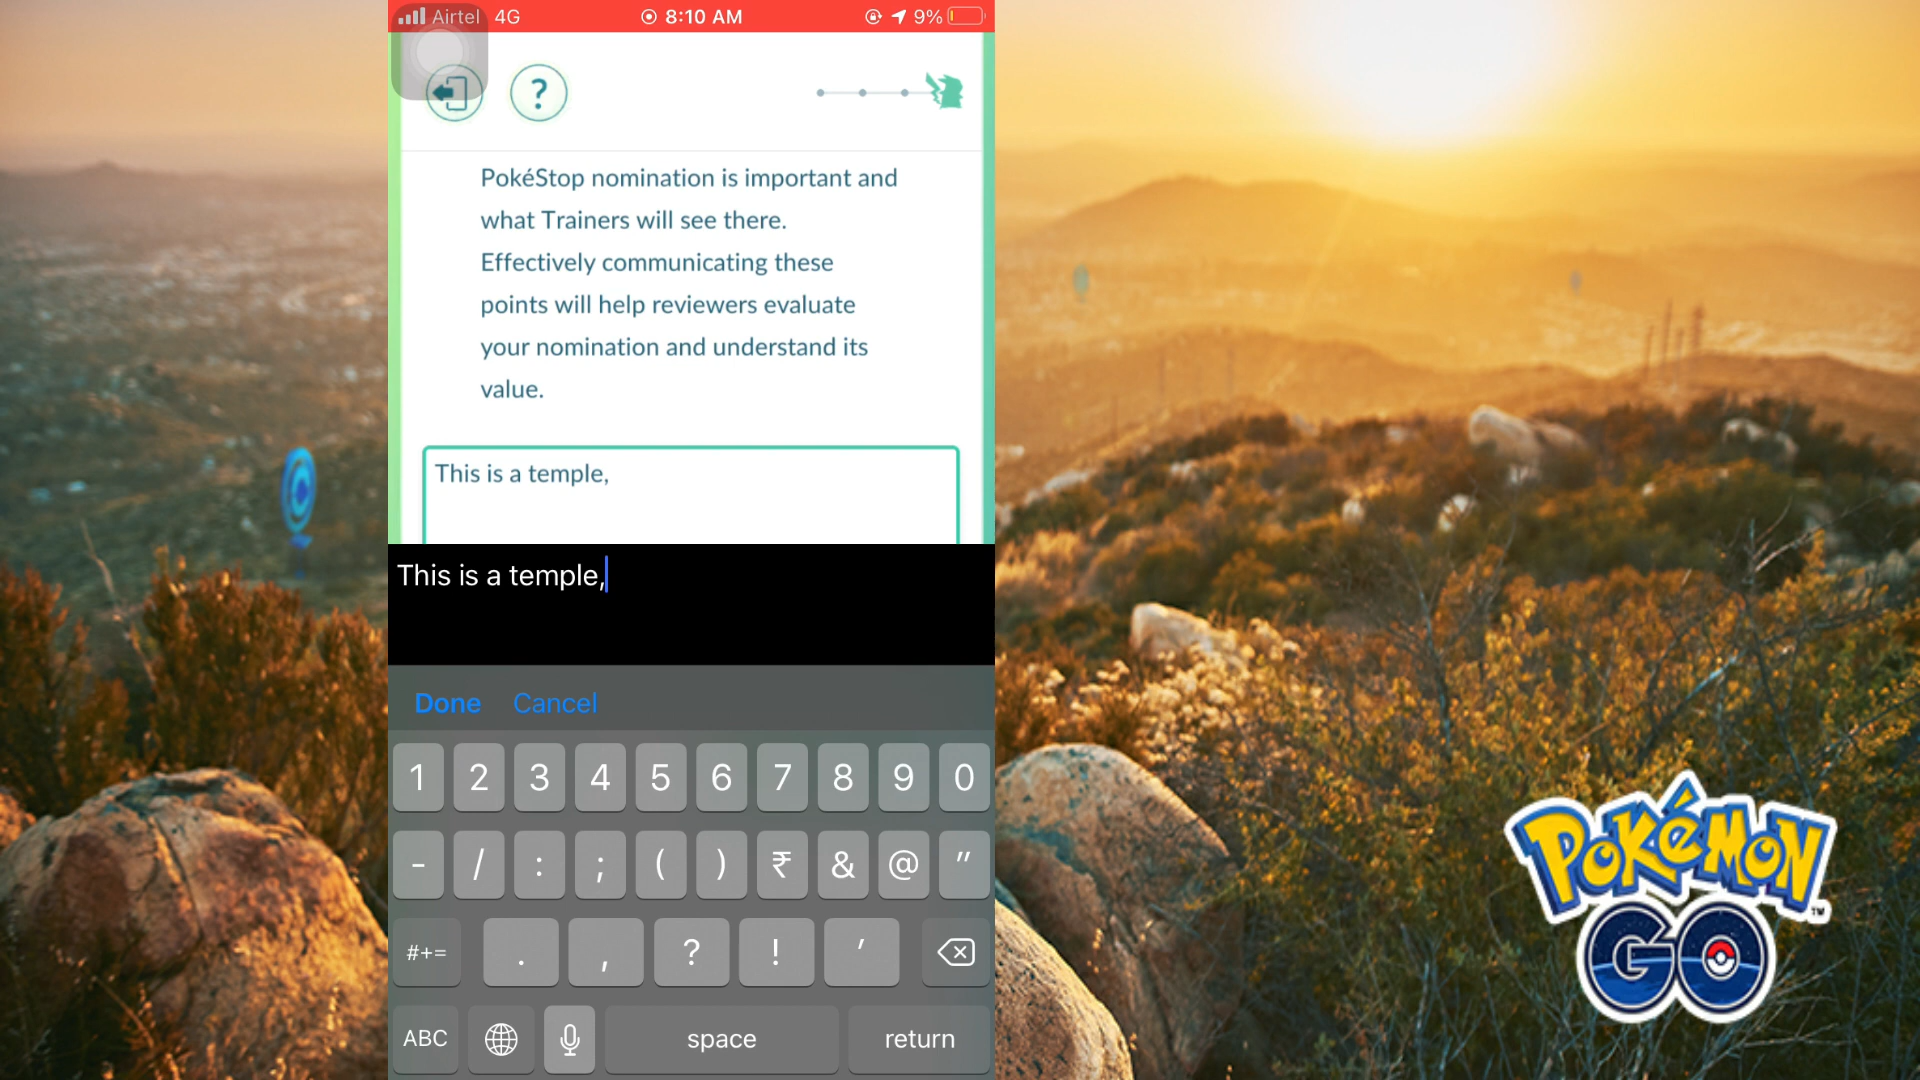 Airtel 4G 8:10 AM 9%
?
PokéStop nomination is important and
what Trainers will see there.
Effectively communicating these
points will help reviewers evaluate
your nomination and understand its
value.
This is a temple,
This is a temple,
Done Cancel
1 2 3 4 5 6 7 8 9 0
- / : ; ( ) ₹ & @ "
#+= . , ? ! '
ABC space return
POKéMON
GO
TM